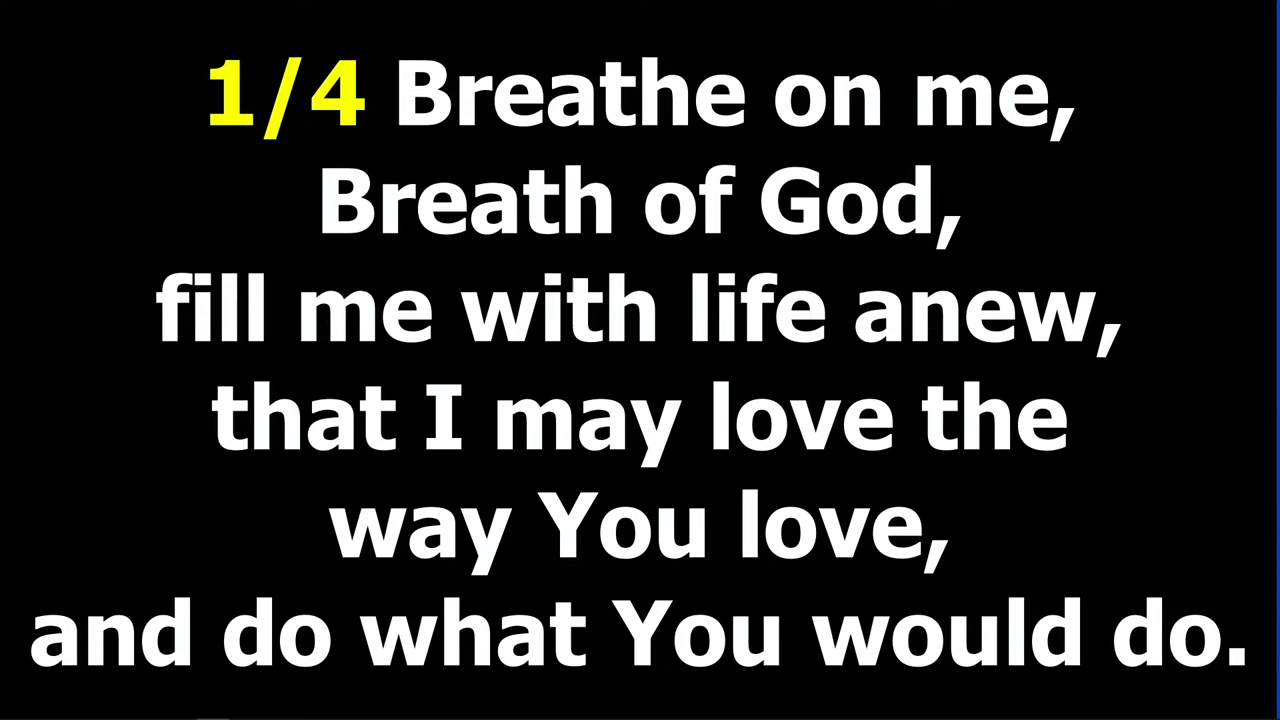 1/4 Breathe on me,
Breath of God,
fill me with life anew,
that I may love the
way You love,
and do what You would do.